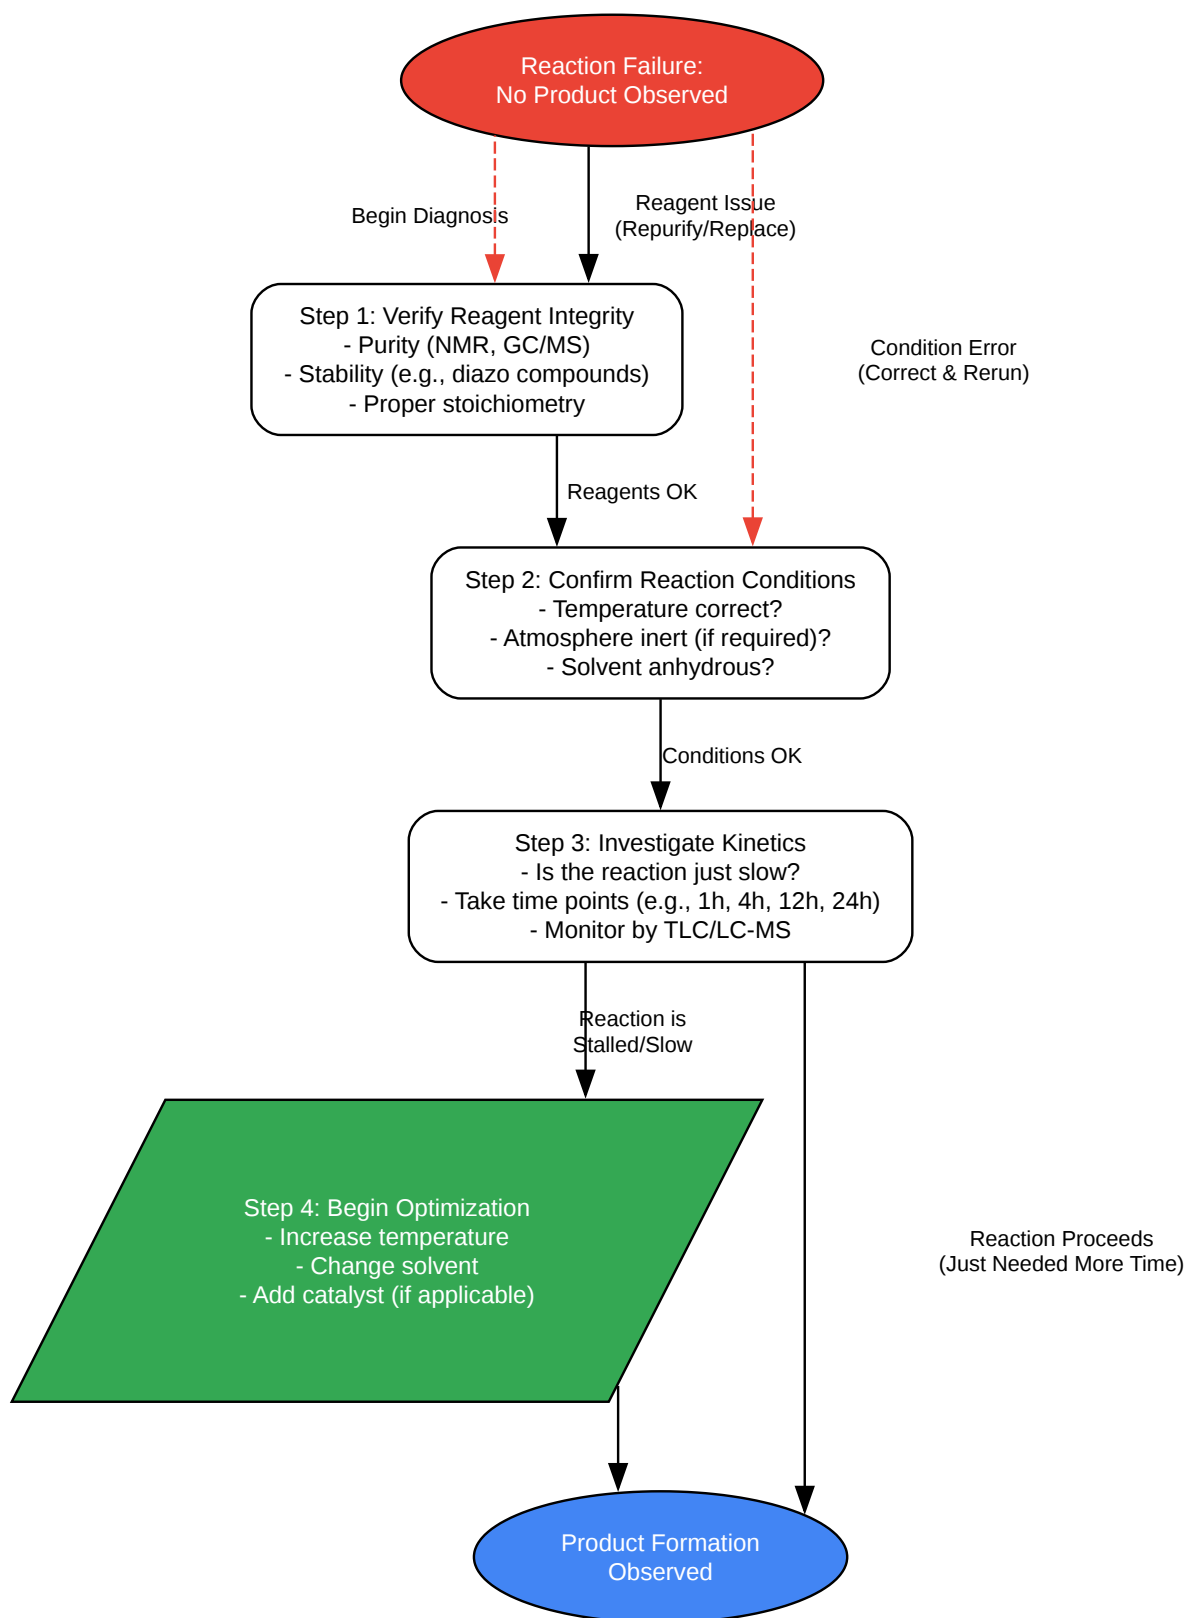 Reaction Failure:
No Product Observed
Begin Diagnosis
Reagent Issue
(Repurify/Replace)
Step 1: Verify Reagent Integrity
- Purity (NMR, GC/MS)
- Stability (e.g., diazo compounds)
- Proper stoichiometry
Condition Error
(Correct & Rerun)
Reagents OK
Step 2: Confirm Reaction Conditions
- Temperature correct?
- Atmosphere inert (if required)?
- Solvent anhydrous?
Conditions OK
Step 3: Investigate Kinetics
- Is the reaction just slow?
- Take time points (e.g., 1h, 4h, 12h, 24h)
- Monitor by TLC/LC-MS
Reaction is
Stalled/Slow
Step 4: Begin Optimization
- Increase temperature
- Change solvent
- Add catalyst (if applicable)
Reaction Proceeds
(Just Needed More Time)
Product Formation
Observed